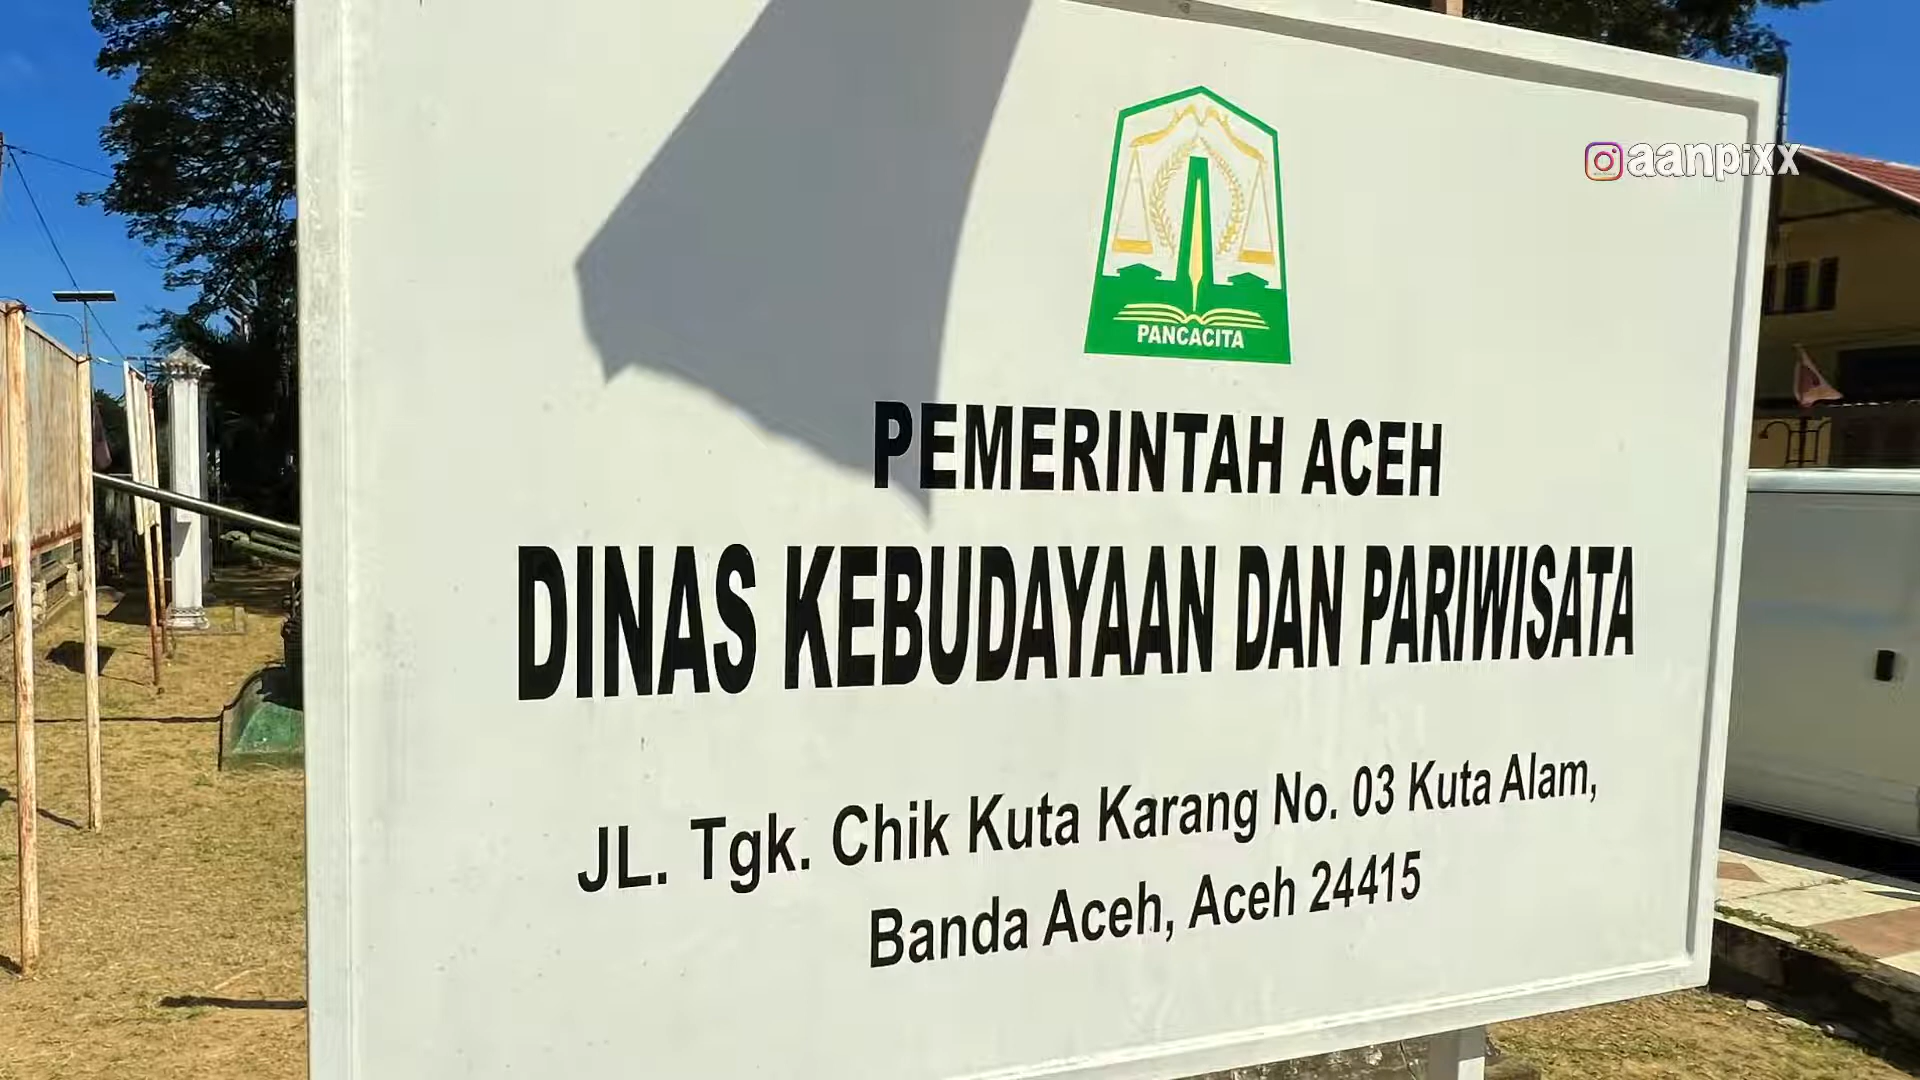 aanpixx
PANCACITA
PEMERINTAH ACEH
DINAS KEBUDAYAAN DAN PARIWISATA
JL. Tgk. Chik Kuta Karang No. 03 Kuta Alam,
Banda Aceh, Aceh 24415